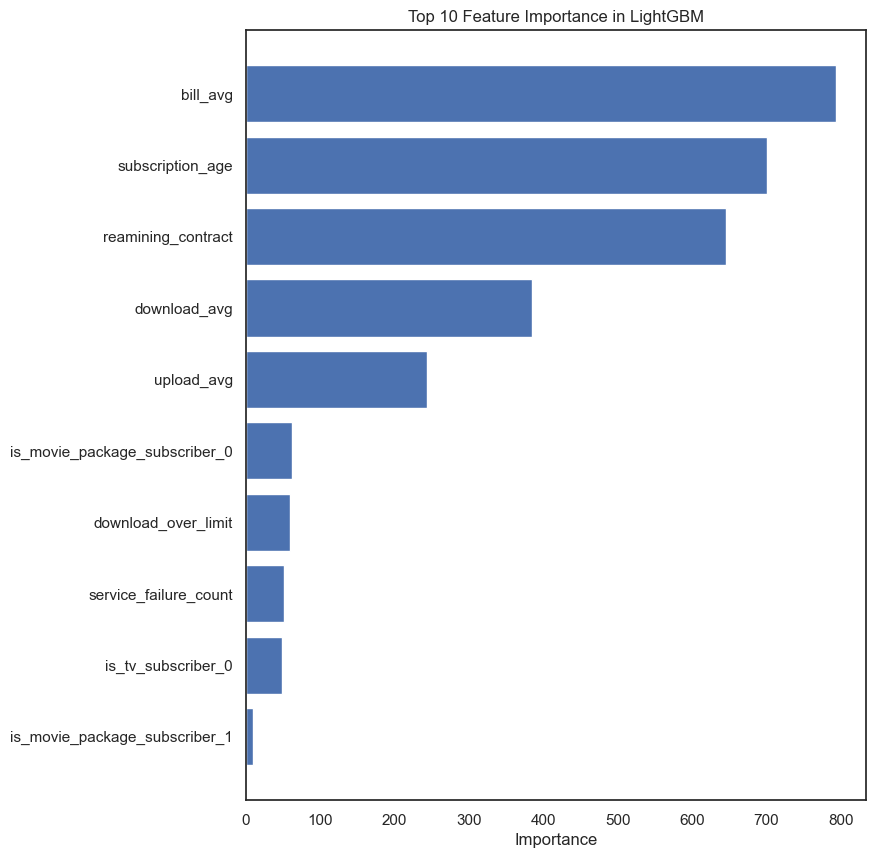 Top 10 Feature Importance in LightGBM
bill_avg
subscription_age
reamining_contract
download_avg
upload_avg
is_movie_package_subscriber_0
download_over_limit
service_failure_count
is_tv_subscriber_0
is_movie_package_subscriber_1
0 100 200 300 400 500 600 700 800
Importance